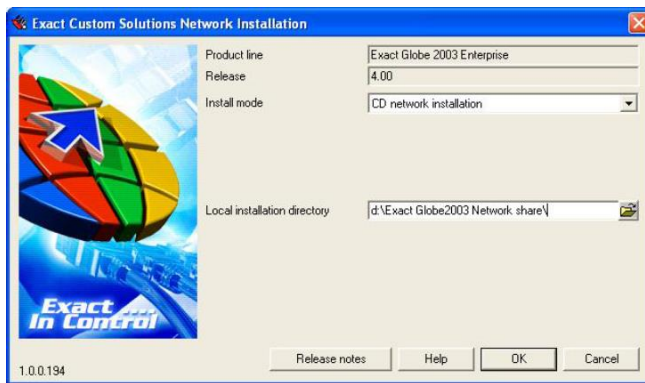 Exact Custom Solutions Network Installation
Product line Exact Globe 2003 Enterprise
Release 4.00
Install mode CD network installation
Local installation directory d:\Exact Globe2003 Network share\
Exact ....
In Control
1.0.0.194
Release notes Help OK Cancel